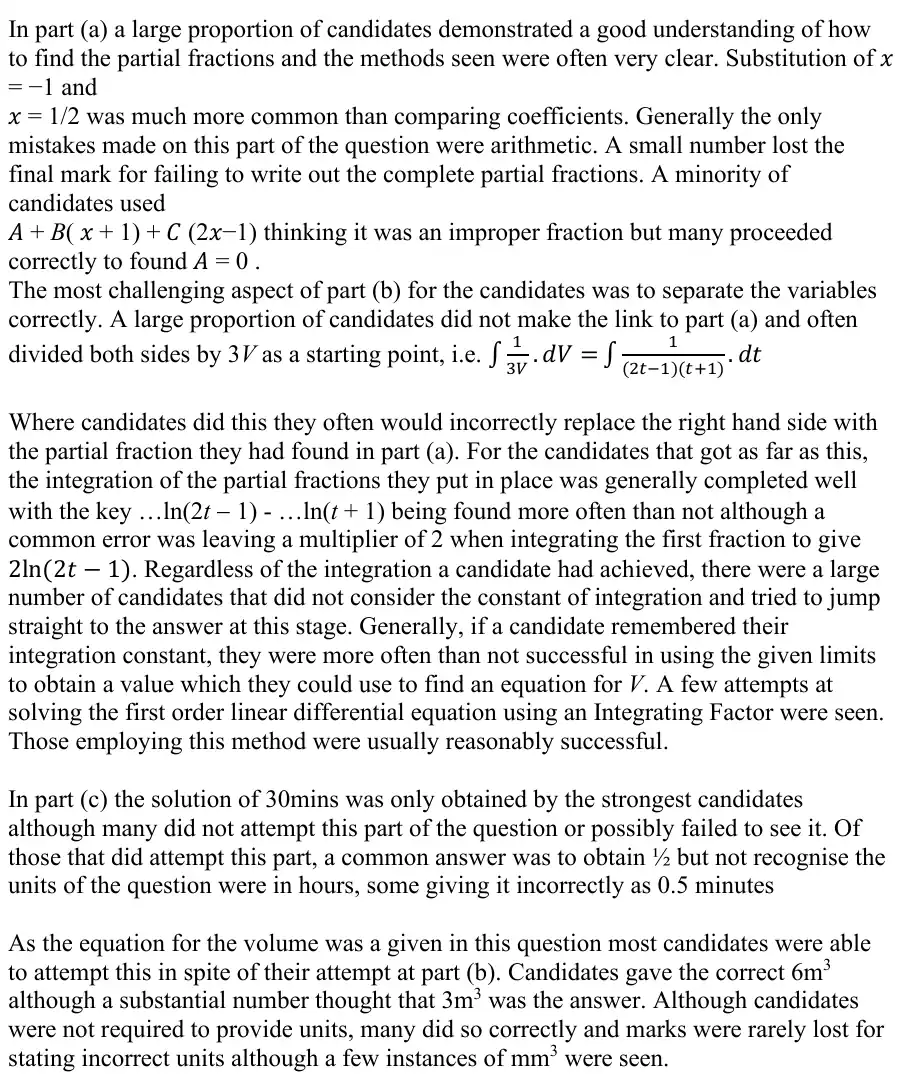 In part (a) a large proportion of candidates demonstrated a good understanding of how
to find the partial fractions and the methods seen were often very clear. Substitution of x
= −1 and
x = 1/2 was much more common than comparing coefficients. Generally the only
mistakes made on this part of the question were arithmetic. A small number lost the
final mark for failing to write out the complete partial fractions. A minority of
candidates used
A + B( x + 1) + C (2x−1) thinking it was an improper fraction but many proceeded
correctly to found A = 0 .
The most challenging aspect of part (b) for the candidates was to separate the variables
correctly. A large proportion of candidates did not make the link to part (a) and often
divided both sides by 3V as a starting point, i.e. ∫ 1/3V . dV = ∫ 1/(2t−1)(t+1) . dt
Where candidates did this they often would incorrectly replace the right hand side with
the partial fraction they had found in part (a). For the candidates that got as far as this,
the integration of the partial fractions they put in place was generally completed well
with the key …ln(2t – 1) - …ln(t + 1) being found more often than not although a
common error was leaving a multiplier of 2 when integrating the first fraction to give
2ln(2t − 1). Regardless of the integration a candidate had achieved, there were a large
number of candidates that did not consider the constant of integration and tried to jump
straight to the answer at this stage. Generally, if a candidate remembered their
integration constant, they were more often than not successful in using the given limits
to obtain a value which they could use to find an equation for V. A few attempts at
solving the first order linear differential equation using an Integrating Factor were seen.
Those employing this method were usually reasonably successful.
In part (c) the solution of 30mins was only obtained by the strongest candidates
although many did not attempt this part of the question or possibly failed to see it. Of
those that did attempt this part, a common answer was to obtain ½ but not recognise the
units of the question were in hours, some giving it incorrectly as 0.5 minutes
As the equation for the volume was a given in this question most candidates were able
to attempt this in spite of their attempt at part (b). Candidates gave the correct 6m³
although a substantial number thought that 3m³ was the answer. Although candidates
were not required to provide units, many did so correctly and marks were rarely lost for
stating incorrect units although a few instances of mm³ were seen.